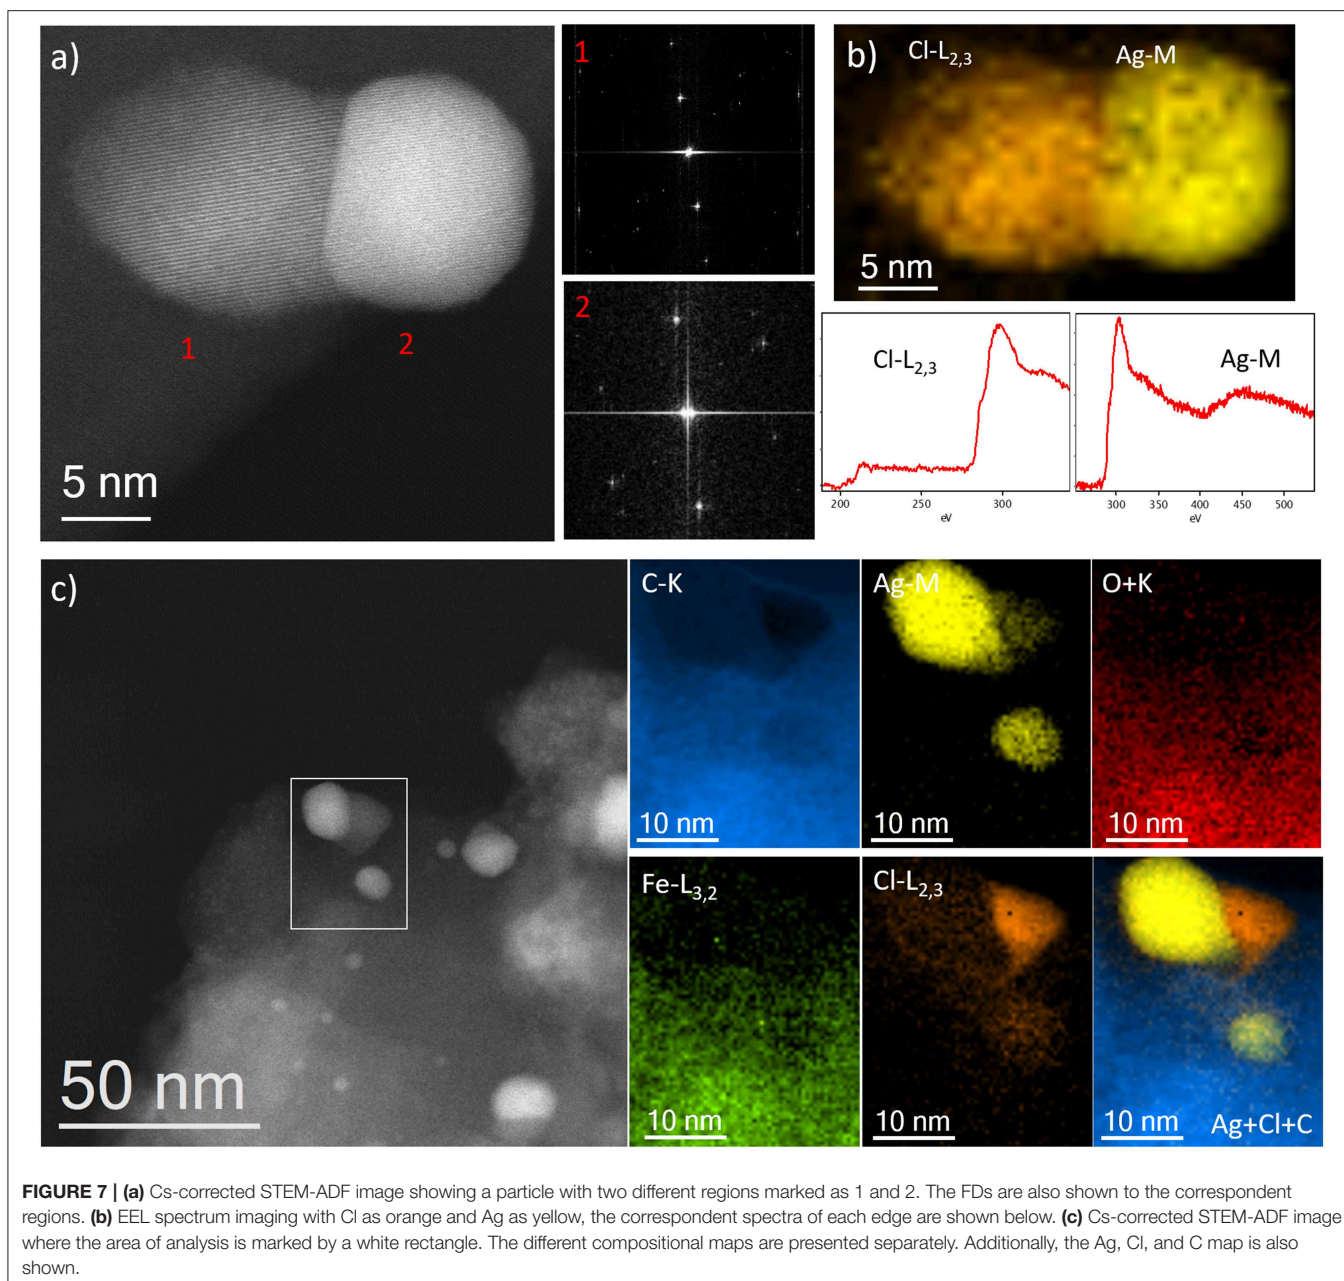 a)
1
2
5 nm
1
2
b)
Cl-L2,3
Ag-M
5 nm
Cl-L2,3
200 250 300
eV
Ag-M
300 350 400 450 500
eV
c)
50 nm
C-K
10 nm
Ag-M
10 nm
O+K
10 nm
Fe-L3,2
10 nm
Cl-L2,3
10 nm
10 nm
Ag+Cl+C
FIGURE 7 | (a) Cs-corrected STEM-ADF image showing a particle with two different regions marked as 1 and 2. The FDs are also shown to the correspondent
regions. (b) EEL spectrum imaging with Cl as orange and Ag as yellow, the correspondent spectra of each edge are shown below. (c) Cs-corrected STEM-ADF image
where the area of analysis is marked by a white rectangle. The different compositional maps are presented separately. Additionally, the Ag, Cl, and C map is also
shown.